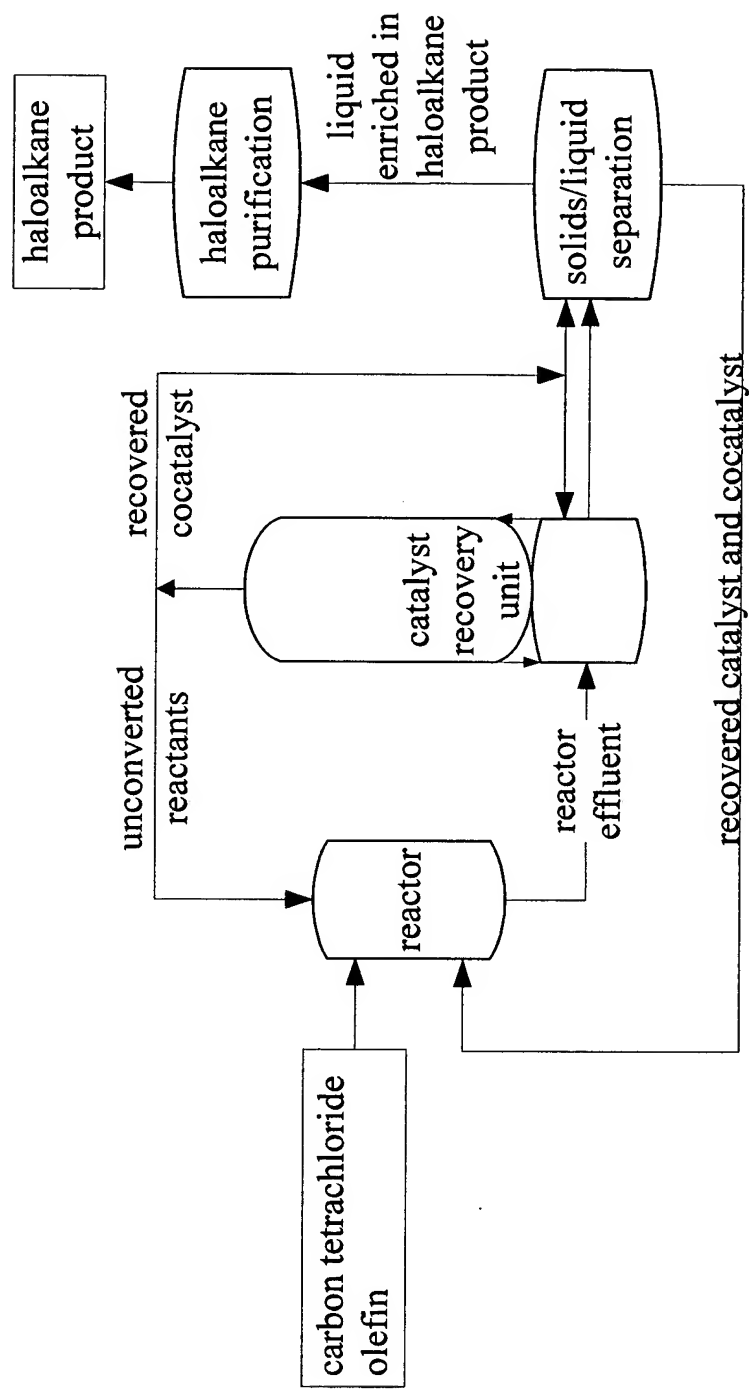 carbon tetrachloride
olefin
reactor
unconverted
reactants
reactor
effluent
recovered
cocatalyst
catalyst
recovery
unit
solids/liquid
separation
liquid
enriched in
haloalkane
product
haloalkane
purification
haloalkane
product
recovered catalyst and cocatalyst